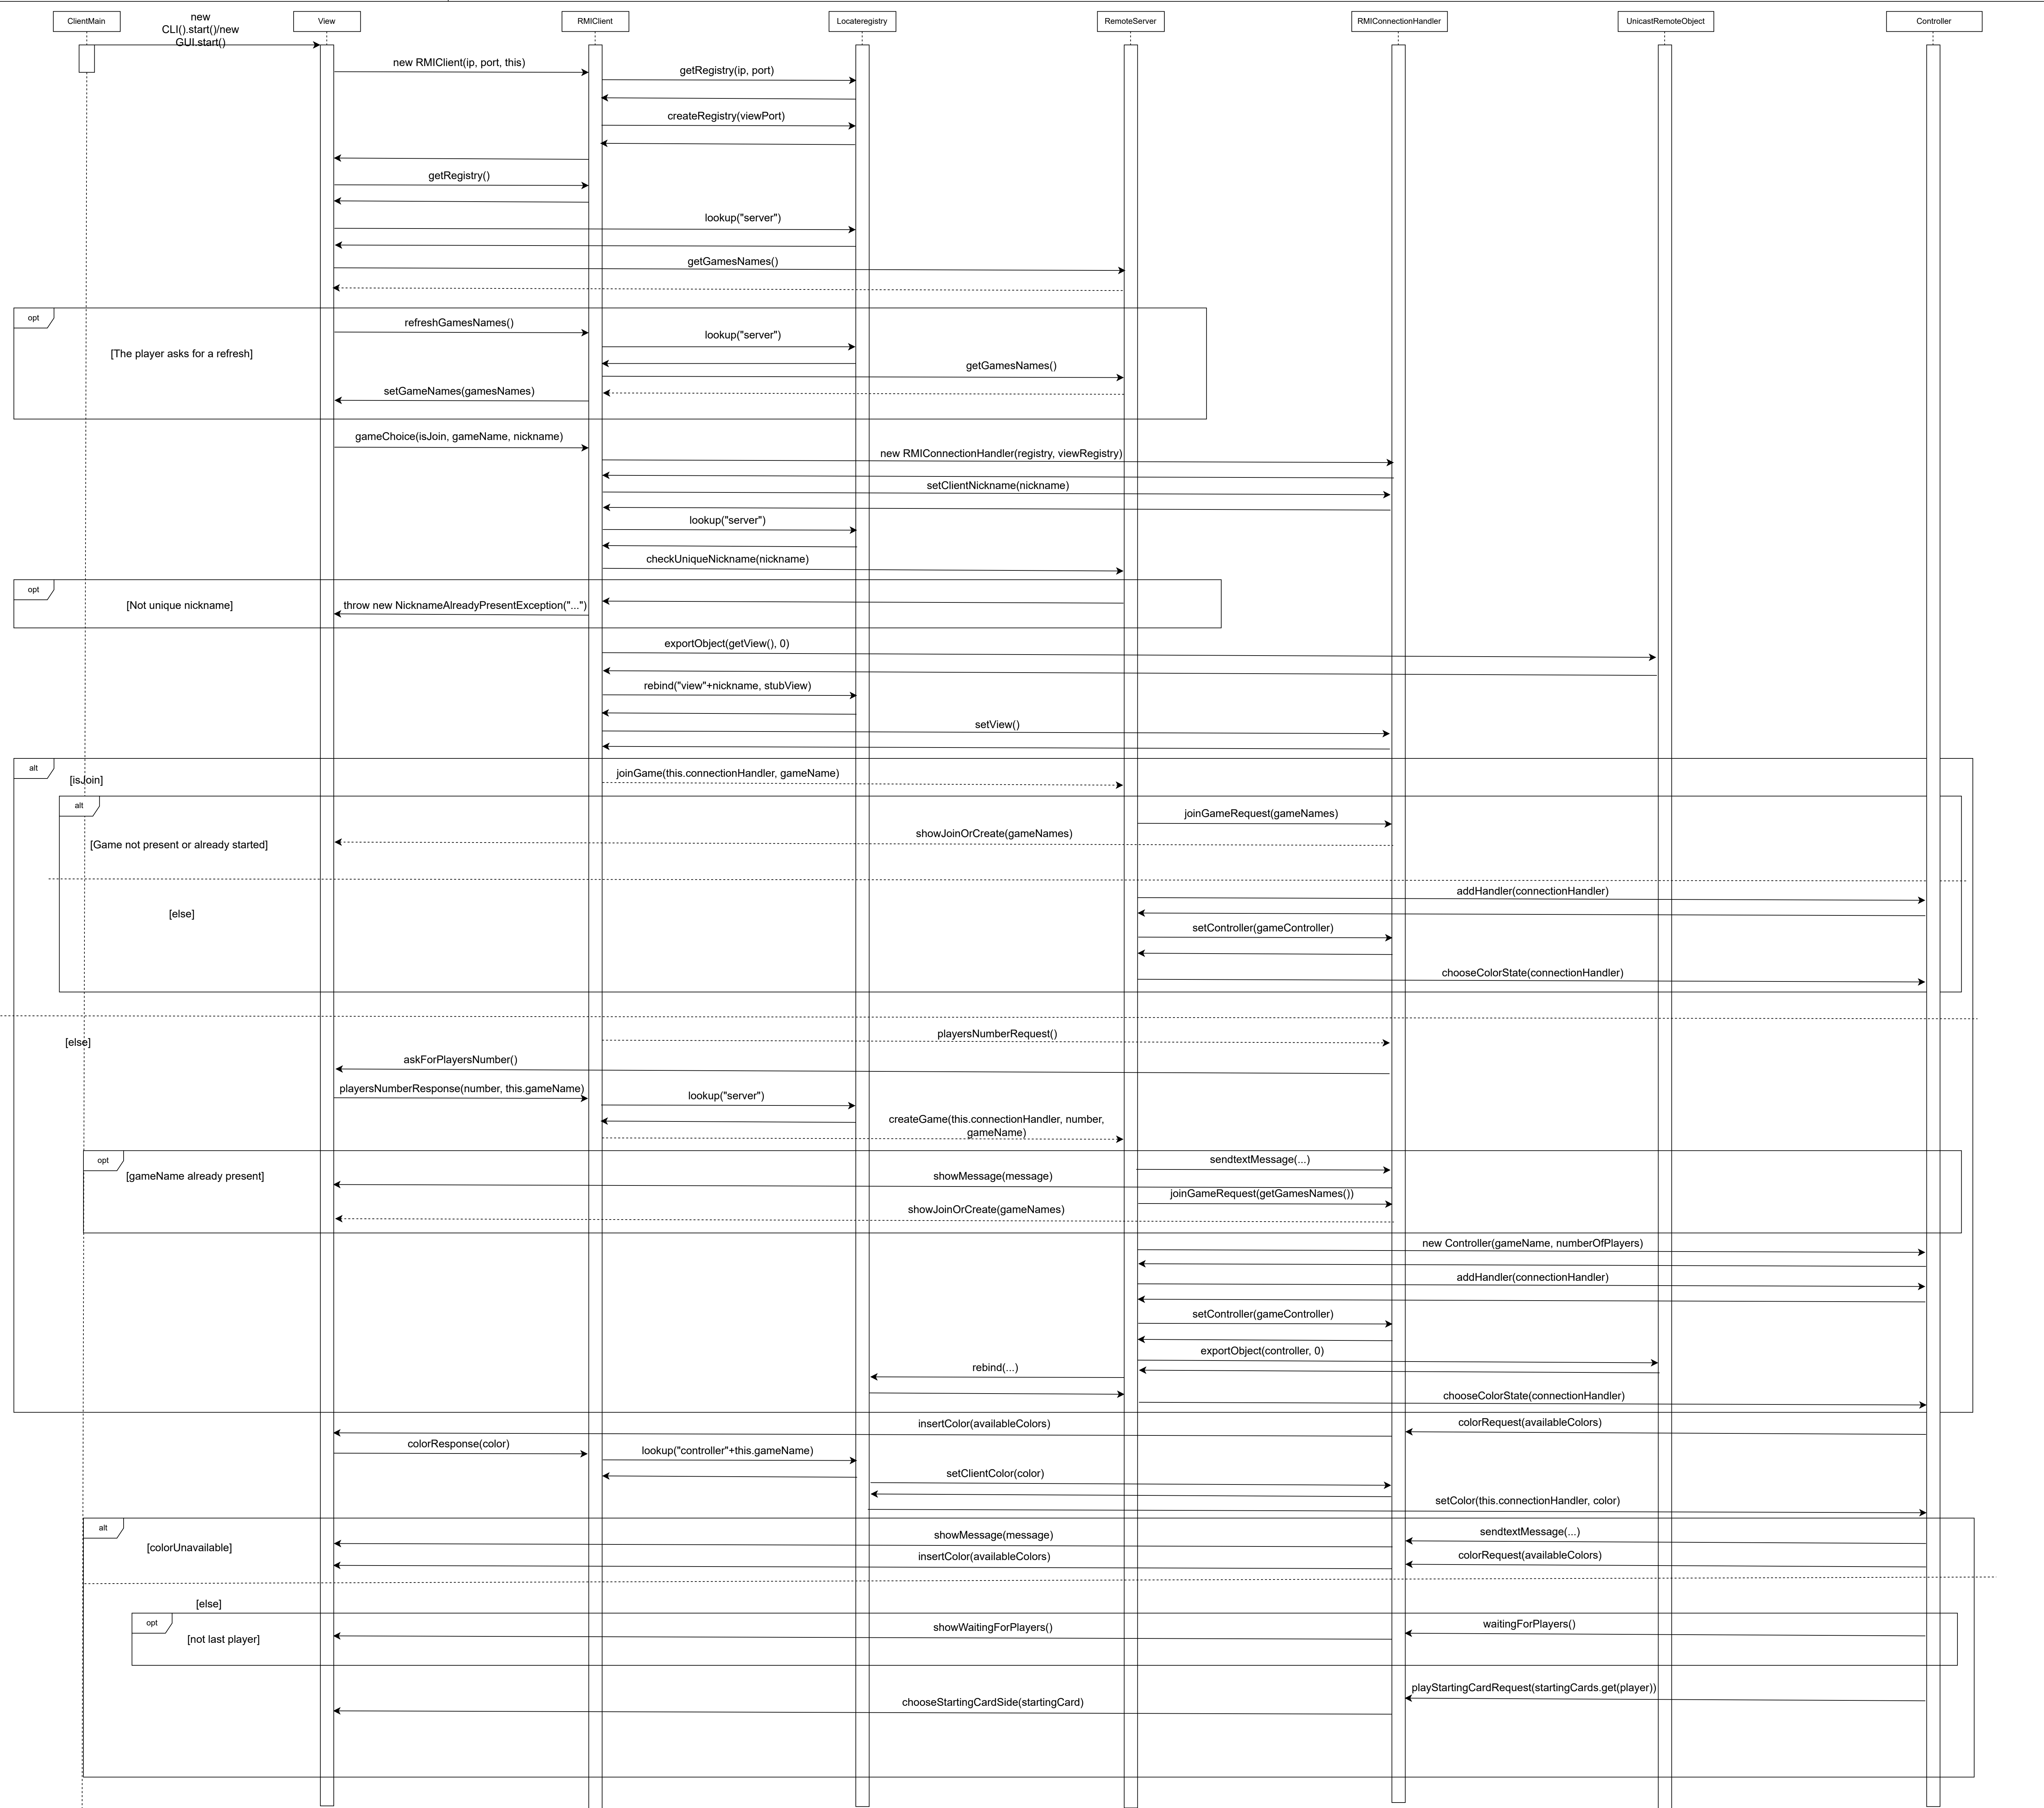 ClientMain
View
RMIClient
Locateregistry
RemoteServer
RMIConnectionHandler
UnicastRemoteObject
Controller
new
CLI().start()/new
GUI.start()
new RMIClient(ip, port, this)
getRegistry(ip, port)
createRegistry(viewPort)
getRegistry()
lookup("server")
getGamesNames()
opt
refreshGamesNames()
lookup("server")
[The player asks for a refresh]
getGamesNames()
setGameNames(gamesNames)
gameChoice(isJoin, gameName, nickname)
new RMIConnectionHandler(registry, viewRegistry)
setClientNickname(nickname)
lookup("server")
checkUniqueNickname(nickname)
opt
[Not unique nickname]
throw new NicknameAlreadyPresentException("...")
exportObject(getView(), 0)
rebind("view"+nickname, stubView)
setView()
alt
[isJoin]
joinGame(this.connectionHandler, gameName)
alt
joinGameRequest(gameNames)
showJoinOrCreate(gameNames)
[Game not present or already started]
addHandler(connectionHandler)
[else]
setController(gameController)
chooseColorState(connectionHandler)
playersNumberRequest()
[else]
askForPlayersNumber()
playersNumberResponse(number, this.gameName)
lookup("server")
createGame(this.connectionHandler, number,
gameName)
opt
sendtextMessage(...)
[gameName already present]
showMessage(message)
joinGameRequest(getGamesNames())
showJoinOrCreate(gameNames)
new Controller(gameName, numberOfPlayers)
addHandler(connectionHandler)
setController(gameController)
exportObject(controller, 0)
rebind(...)
chooseColorState(connectionHandler)
insertColor(availableColors)
colorRequest(availableColors)
colorResponse(color)
lookup("controller"+this.gameName)
setClientColor(color)
setColor(this.connectionHandler, color)
alt
showMessage(message)
sendtextMessage(...)
[colorUnavailable]
insertColor(availableColors)
colorRequest(availableColors)
[else]
opt
showWaitingForPlayers()
waitingForPlayers()
[not last player]
playStartingCardRequest(startingCards.get(player))
chooseStartingCardSide(startingCard)